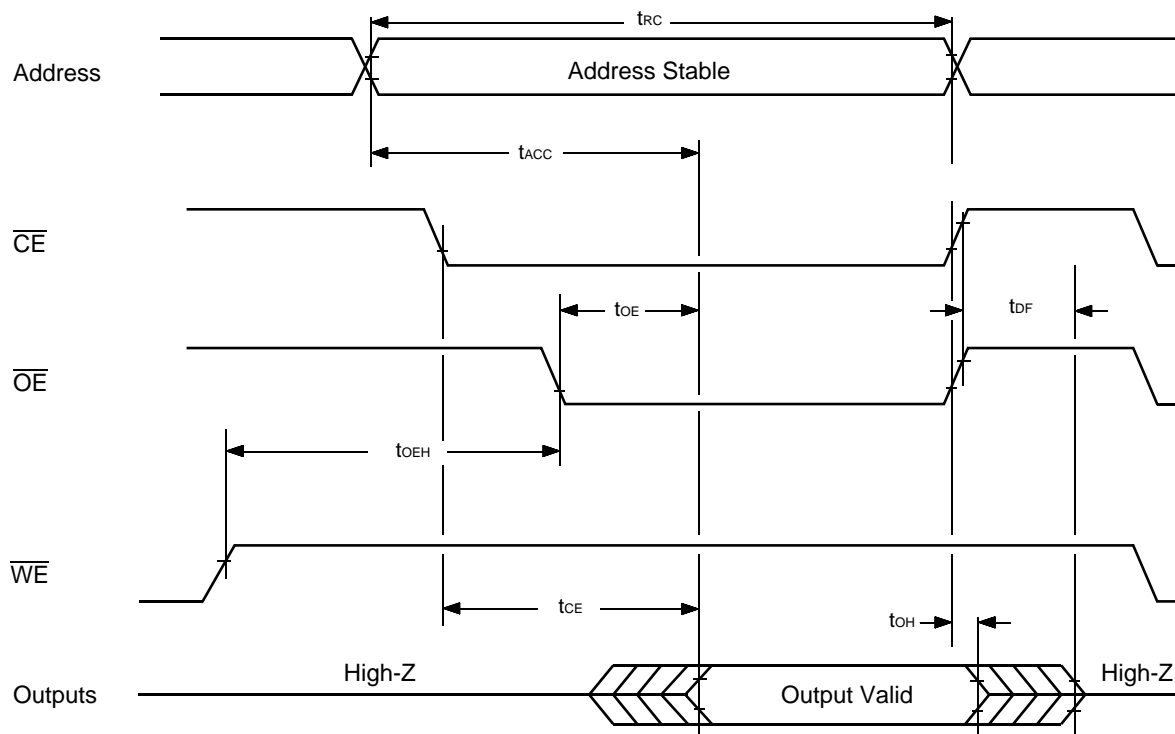 tRC
Address
Address Stable
tACC
CE
tOE
tDF
OE
tOEH
WE
tCE
tOH
High-Z
High-Z
Outputs
Output Valid